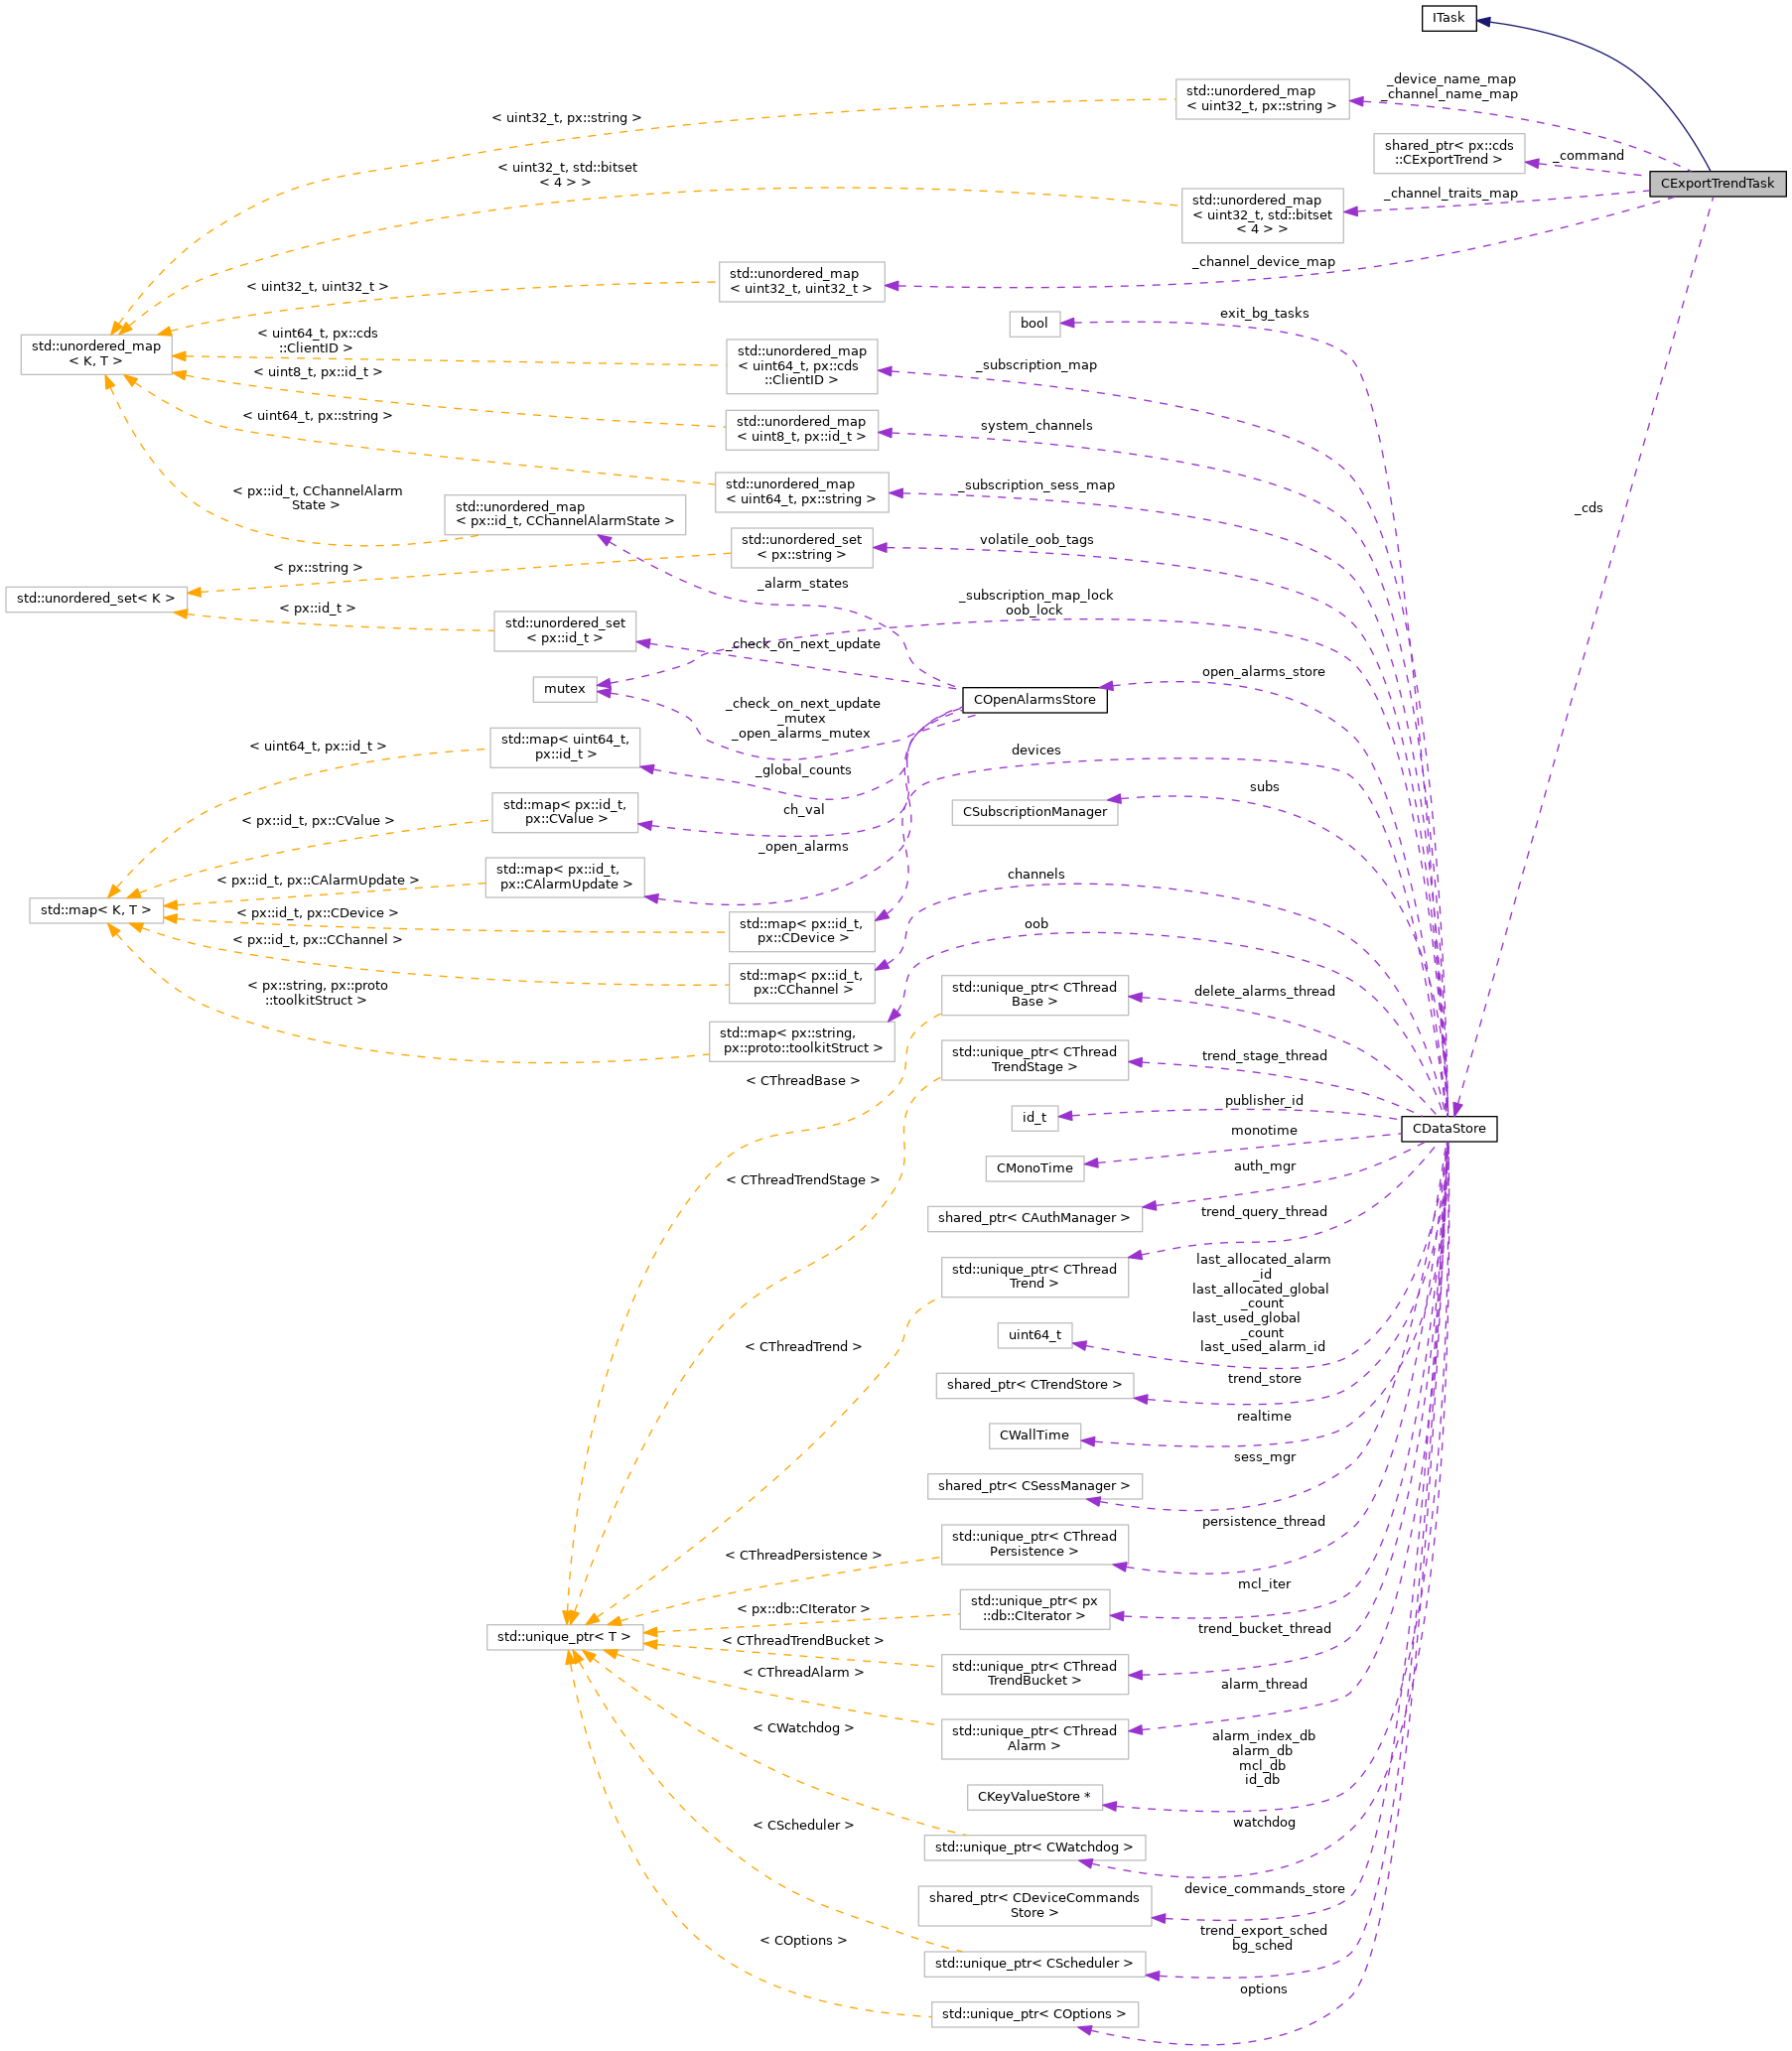 ITask
_device_name_map
_channel_name_map
std::unordered_map
< uint32_t, px::string >
< uint32_t, px::string >
shared_ptr< px::cds
::CExportTrend >
_command
CExportTrendTask
< uint32_t, std::bitset
< 4 > >
std::unordered_map
< uint32_t, std::bitset
< 4 > >
_channel_traits_map
_channel_device_map
std::unordered_map
< uint32_t, uint32_t >
< uint32_t, uint32_t >
exit_bg_tasks
bool
std::unordered_map
< K, T >
< uint64_t, px::cds
::ClientID >
std::unordered_map
< uint64_t, px::cds
::ClientID >
_subscription_map
< uint8_t, px::id_t >
std::unordered_map
< uint8_t, px::id_t >
system_channels
< uint64_t, px::string >
std::unordered_map
< uint64_t, px::string >
_subscription_sess_map
< px::id_t, CChannelAlarm
State >
std::unordered_map
< px::id_t, CChannelAlarmState >
_cds
std::unordered_set
< px::string >
volatile_oob_tags
< px::string >
_alarm_states
std::unordered_set< K >
_subscription_map_lock
oob_lock
< px::id_t >
std::unordered_set
< px::id_t >
_check_on_next_update
mutex
open_alarms_store
COpenAlarmsStore
_check_on_next_update
_mutex
_open_alarms_mutex
< uint64_t, px::id_t >
std::map< uint64_t,
px::id_t >
_global_counts
devices
subs
CSubscriptionManager
< px::id_t, px::CValue >
std::map< px::id_t,
px::CValue >
ch_val
_open_alarms
< px::id_t, px::CAlarmUpdate >
std::map< px::id_t,
px::CAlarmUpdate >
channels
std::map< K, T >
< px::id_t, px::CDevice >
std::map< px::id_t,
px::CDevice >
oob
< px::id_t, px::CChannel >
std::map< px::id_t,
px::CChannel >
< px::string, px::proto
::toolkitStruct >
std::map< px::string,
px::proto::toolkitStruct >
std::unique_ptr< CThread
Base >
delete_alarms_thread
std::unique_ptr< CThread
TrendStage >
trend_stage_thread
< CThreadBase >
id_t
publisher_id
CDataStore
monotime
CMonoTime
auth_mgr
< CThreadTrendStage >
shared_ptr< CAuthManager >
trend_query_thread
std::unique_ptr< CThread
Trend >
last_allocated_alarm
_id
last_allocated_global
_count
last_used_global
_count
last_used_alarm_id
uint64_t
< CThreadTrend >
trend_store
shared_ptr< CTrendStore >
realtime
CWallTime
sess_mgr
shared_ptr< CSessManager >
persistence_thread
std::unique_ptr< CThread
Persistence >
< CThreadPersistence >
mcl_iter
std::unique_ptr< px
::db::CIterator >
< px::db::CIterator >
trend_bucket_thread
std::unique_ptr< T >
< CThreadTrendBucket >
std::unique_ptr< CThread
TrendBucket >
< CThreadAlarm >
alarm_thread
std::unique_ptr< CThread
Alarm >
< CWatchdog >
alarm_index_db
alarm_db
mcl_db
id_db
CKeyValueStore *
watchdog
< CScheduler >
std::unique_ptr< CWatchdog >
device_commands_store
shared_ptr< CDeviceCommands
Store >
trend_export_sched
bg_sched
< COptions >
std::unique_ptr< CScheduler >
options
std::unique_ptr< COptions >